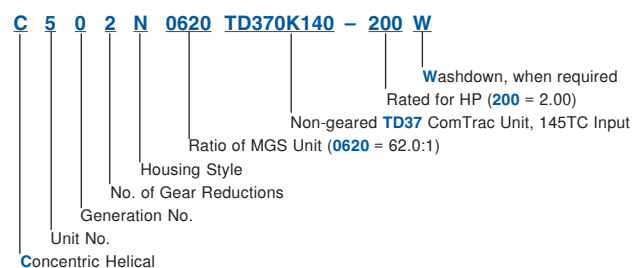 C 5 0 2 N 0620 TD370K140 – 200 W
Washdown, when required
Rated for HP (200 = 2.00)
Non-geared TD37 ComTrac Unit, 145TC Input
Ratio of MGS Unit (0620 = 62.0:1)
Housing Style
No. of Gear Reductions
Generation No.
Unit No.
Concentric Helical